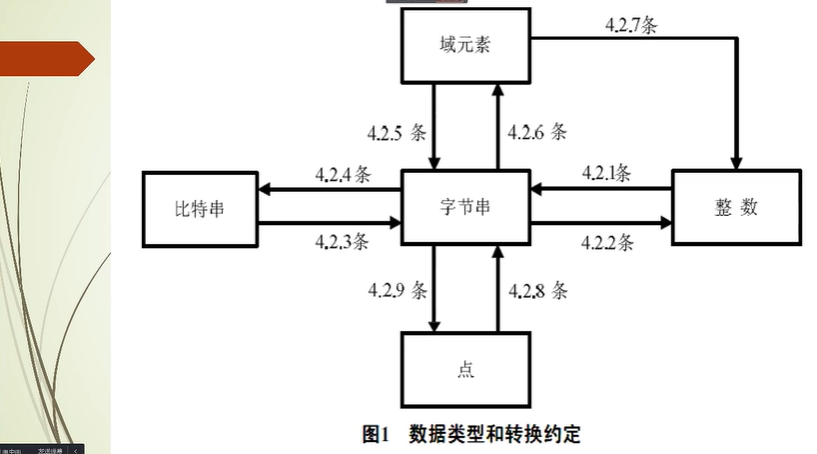 域元素
4.2.7条
4.2.5 条
4.2.6 条
4.2.4条
4.2.1条
比特串
字节串
整 数
4.2.3条
4.2.2条
4.2.9 条
4.2.8 条
点
图1 数据类型和转换约定